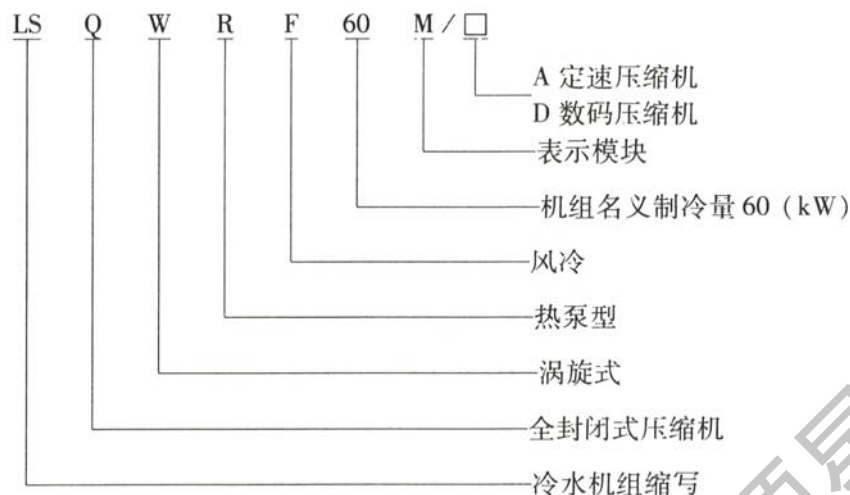 LS Q W R F 60 M / □
A 定速压缩机
D 数码压缩机
表示模块
机组名义制冷量 60 (kW)
风冷
热泵型
涡旋式
全封闭式压缩机
冷水机组缩写